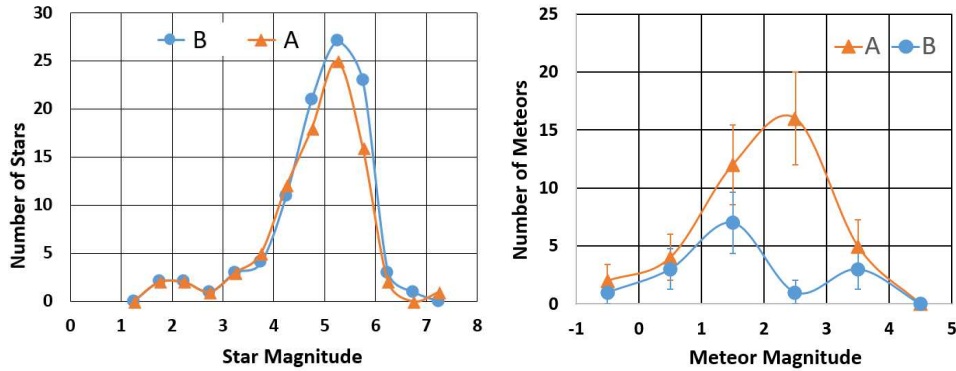 B A
30
25
20
15
10
5
0
0 1 2 3 4 5 6 7 8
Number of Stars
Star Magnitude
A B
25
20
15
10
5
0
-1 0 1 2 3 4 5
Number of Meteors
Meteor Magnitude